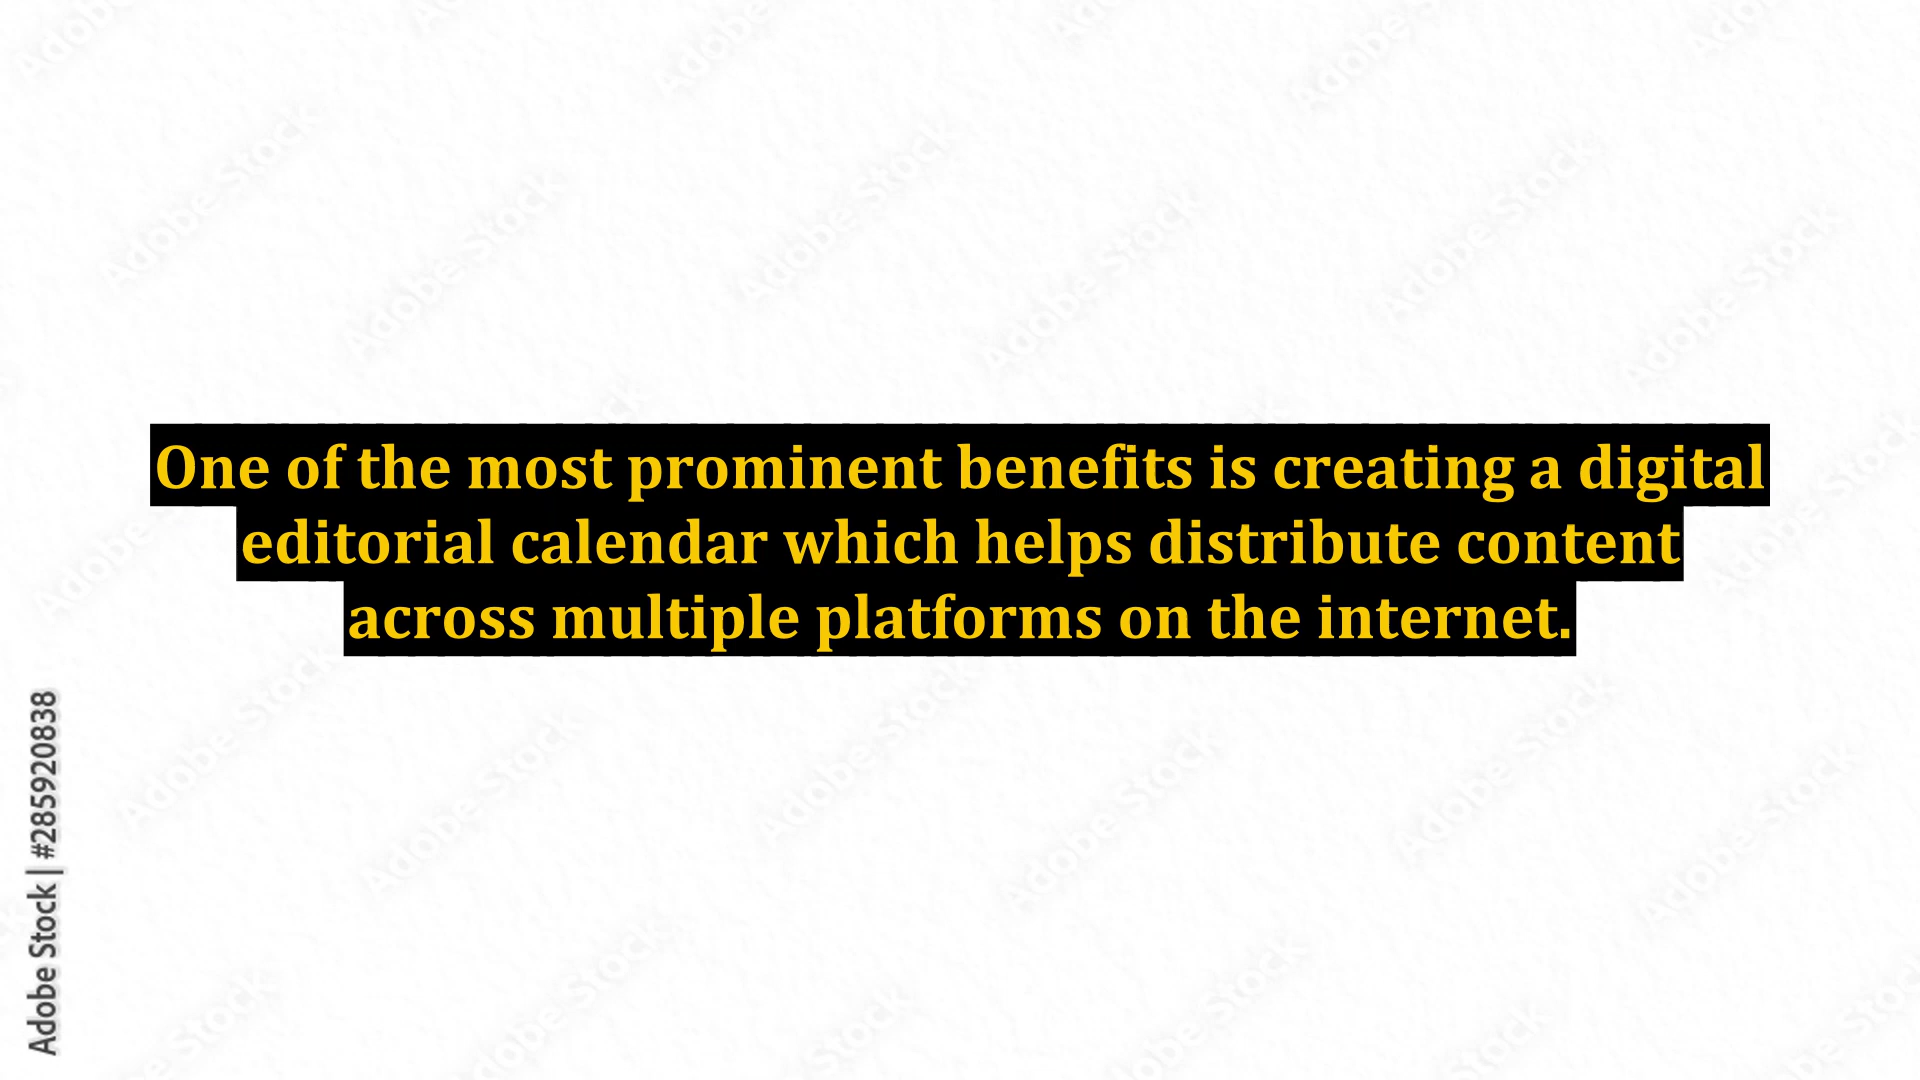 One of the most prominent benefits is creating a digital
editorial calendar which helps distribute content
across multiple platforms on the internet.
Adobe Stock | #285920838